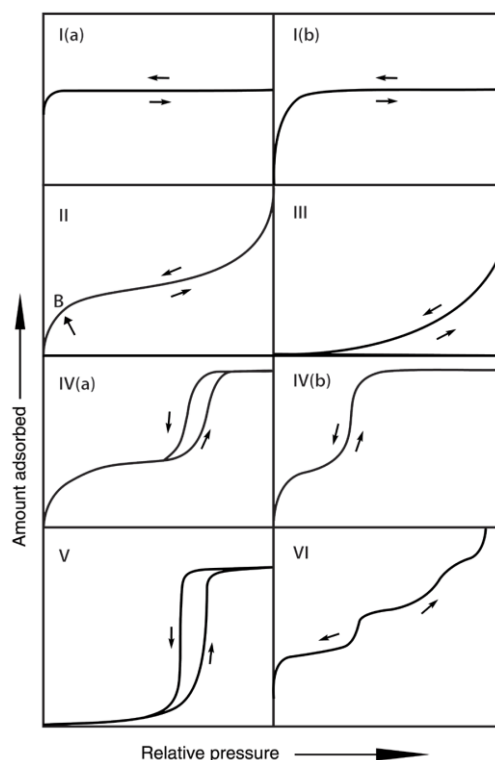 I(a)
I(b)
II
III
B
IV(a)
IV(b)
V
VI
Amount adsorbed
Relative pressure